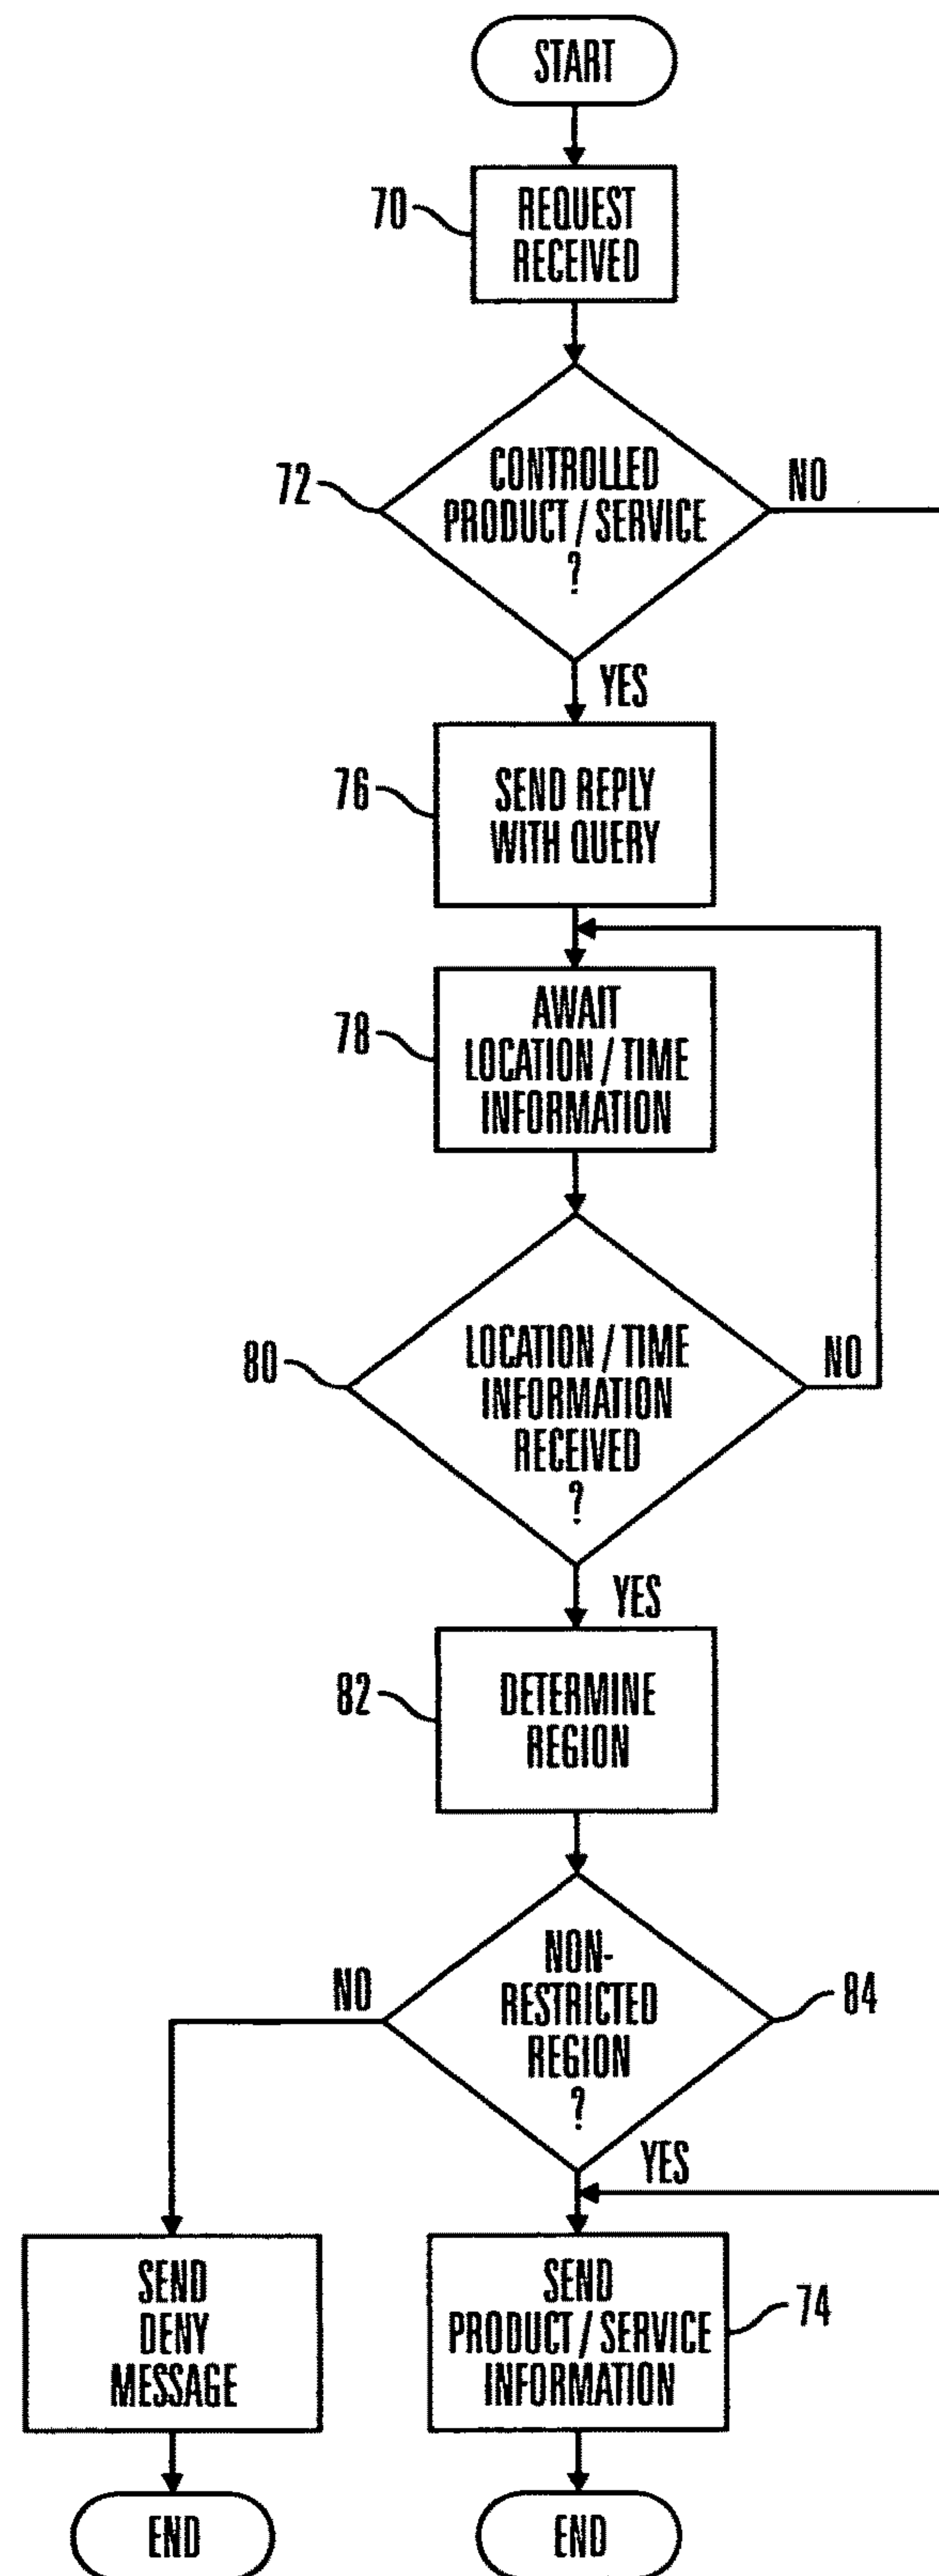 START
70
REQUEST
RECEIVED
72
CONTROLLED
PRODUCT / SERVICE
?
NO
YES
76
SEND REPLY
WITH QUERY
78
AWAIT
LOCATION / TIME
INFORMATION
80
LOCATION / TIME
INFORMATION
RECEIVED
?
NO
YES
82
DETERMINE
REGION
NON-
RESTRICTED
REGION
?
NO
84
YES
SEND
DENY
MESSAGE
SEND
PRODUCT / SERVICE
INFORMATION
74
END
END